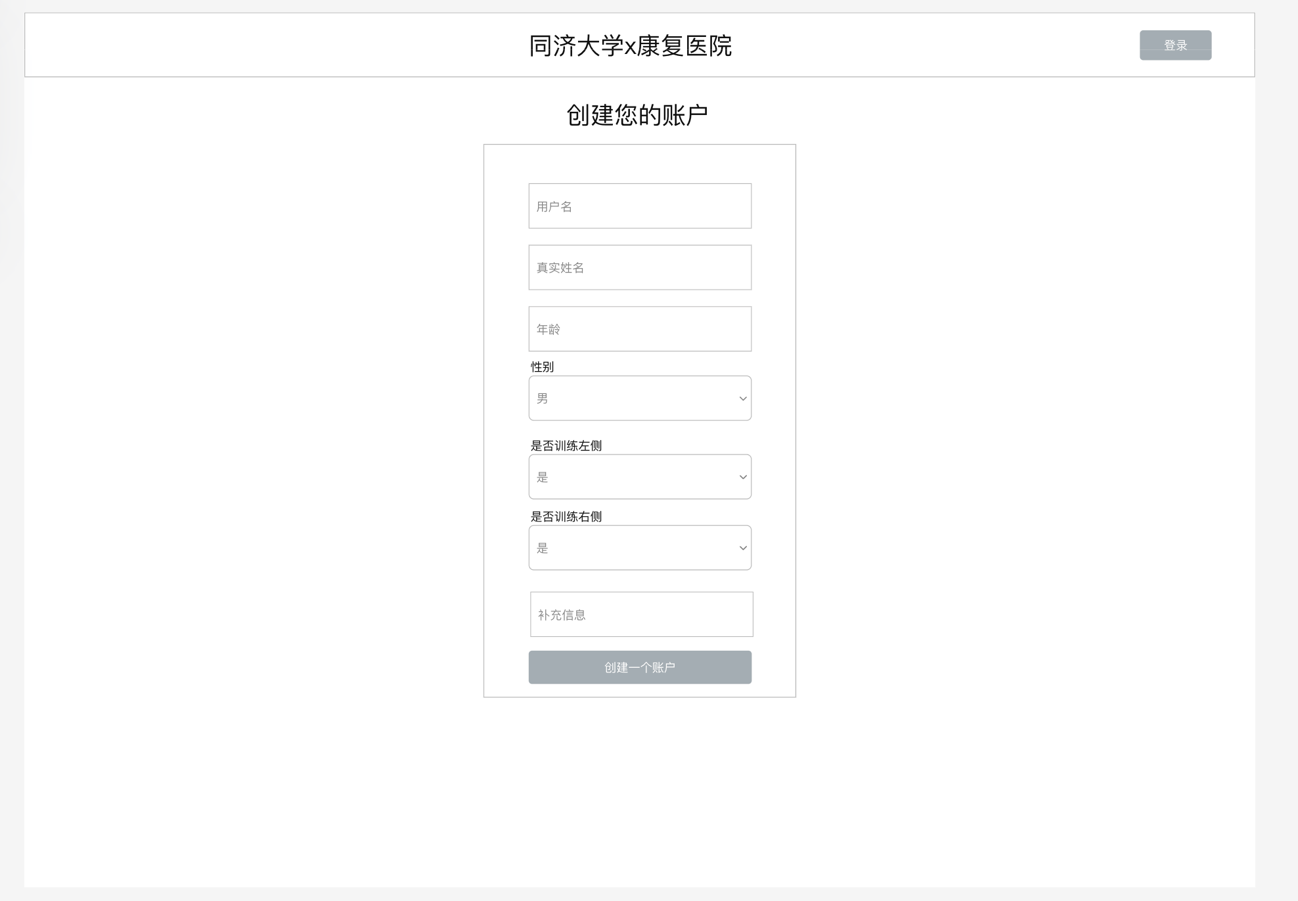 同济大学x康复医院
登录
创建您的账户
用户名
真实姓名
年龄
性别
男
是否训练左侧
是
是否训练右侧
是
补充信息
创建一个账户